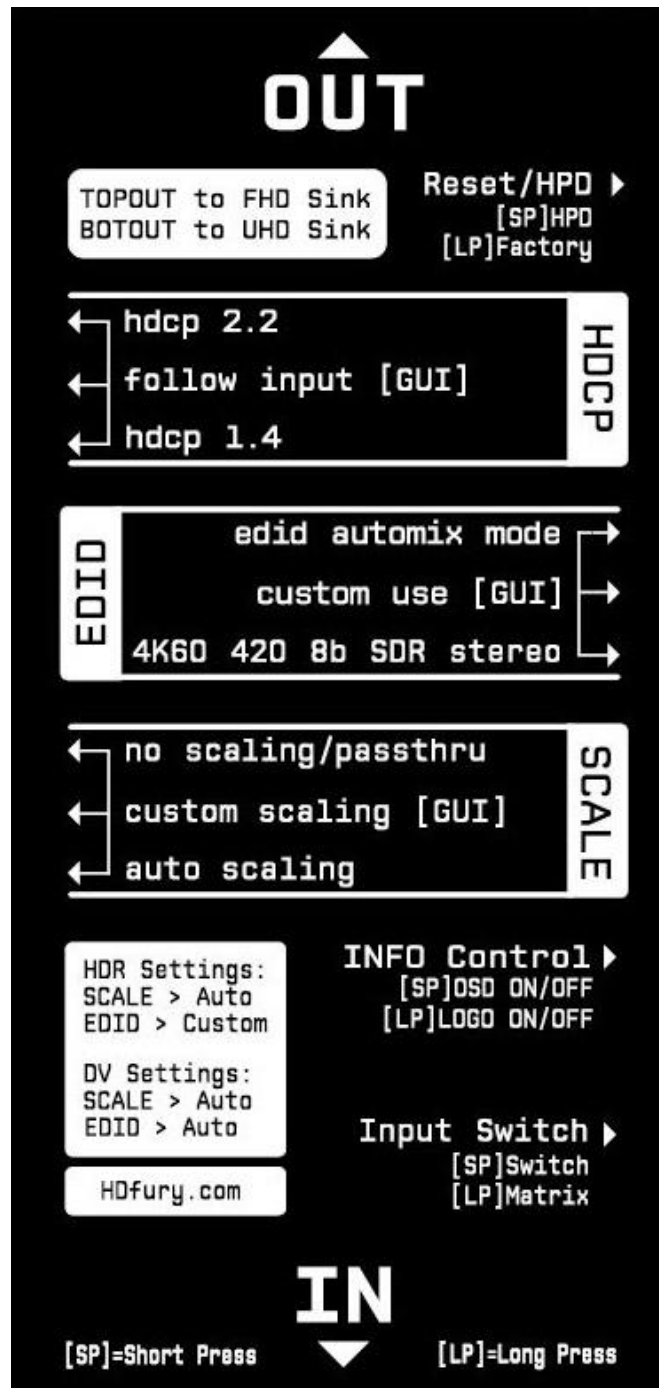 OUT
TOPOUT to FHD Sink
BOTOUT to UHD Sink
Reset/HPD
[SP]HPD
[LP]Factory
HDCP
hdcp 2.2
follow input [GUI]
hdcp 1.4
EDID
edid automix mode
custom use [GUI]
4K60 420 8b SDR stereo
SCALE
no scaling/passthru
custom scaling [GUI]
auto scaling
HDR Settings:
SCALE > Auto
EDID > Custom
DV Settings:
SCALE > Auto
EDID > Auto
HDfury.com
INFO Control
[SP]OSD ON/OFF
[LP]LOGO ON/OFF
Input Switch
[SP]Switch
[LP]Matrix
IN
[SP]=Short Press
[LP]=Long Press